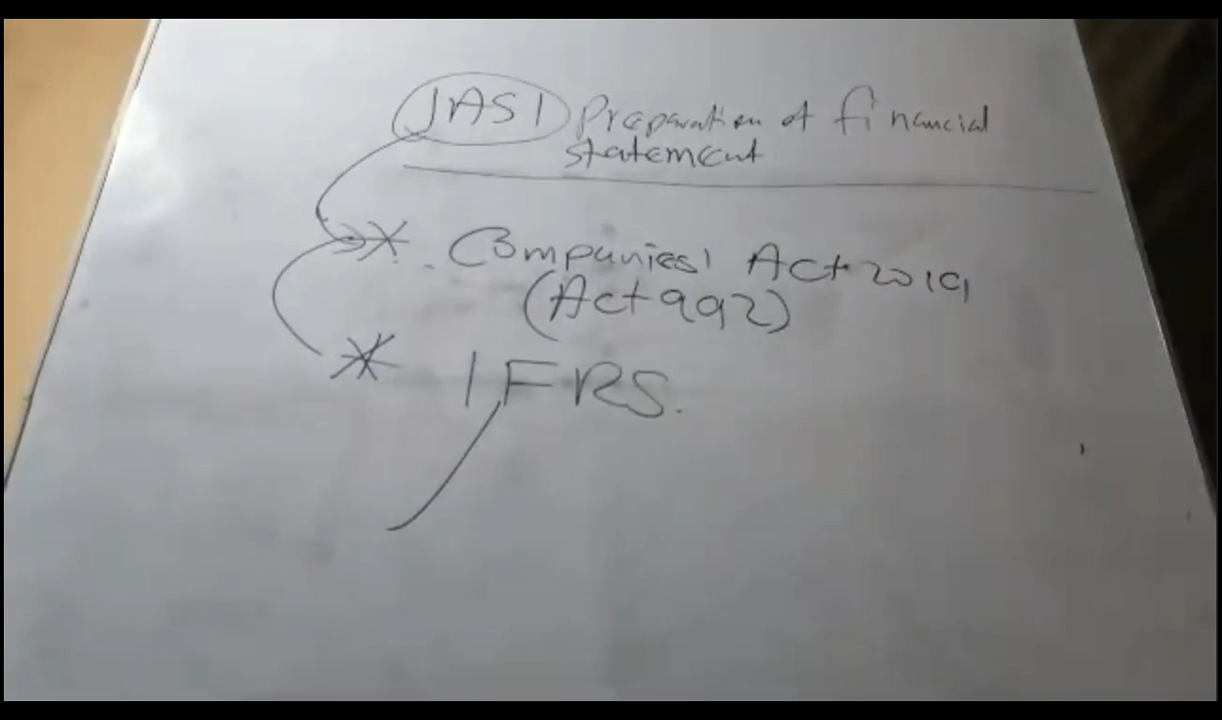 IAS 1 Preparation of financial
statement
* Companies' Act 2019
(Act 992)
* IFRS.